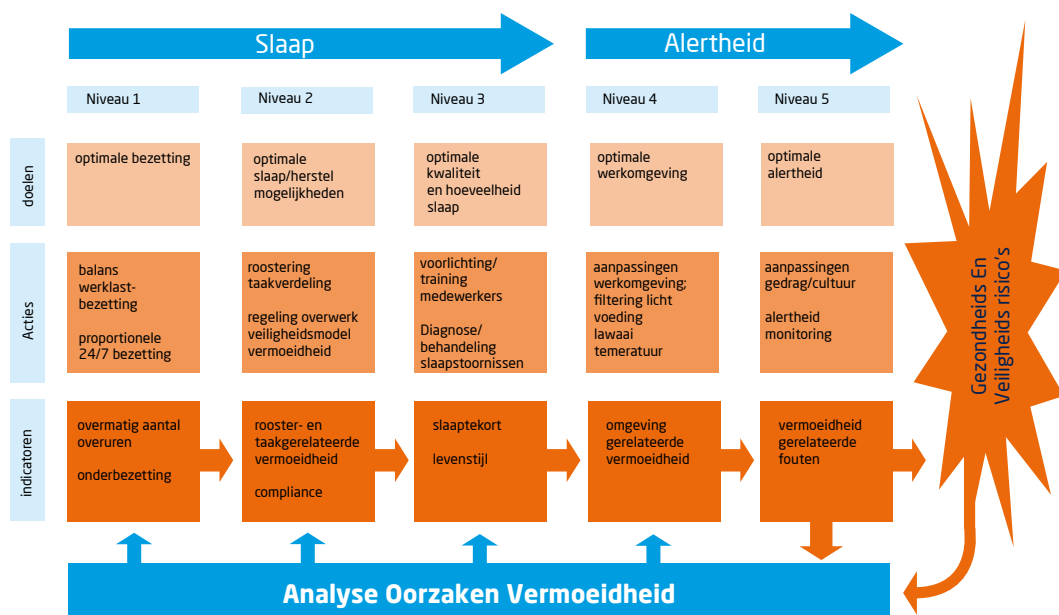 Slaap
Alertheid
Niveau 1
Niveau 2
Niveau 3
Niveau 4
Niveau 5
doelen
optimale bezetting
optimale
slaap/herstel
mogelijkheden
optimale
kwaliteit
en hoeveelheid
slaap
optimale
werkomgeving
optimale
alertheid
Acties
balans
werklast-
bezetting
proportionele
24/7 bezetting
roostering
taakverdeling
regeling overwerk
veiligheidsmodel
vermoeidheid
voorlichting/
training
medewerkers
Diagnose/
behandeling
slaapstoornissen
aanpassingen
werkomgeving;
filtering licht
voeding
lawaai
temeratuur
aanpassingen
gedrag/cultuur
alertheid
monitoring
indicatoren
overmatig aantal
overuren
onderbezetting
rooster- en
taakgerelateerde
vermoeidheid
compliance
slaaptekort
levenstijl
omgeving
gerelateerde
vermoeidheid
vermoeidheid
gerelateerde
fouten
Gezondheids En
Veiligheids risico's
Analyse Oorzaken Vermoeidheid